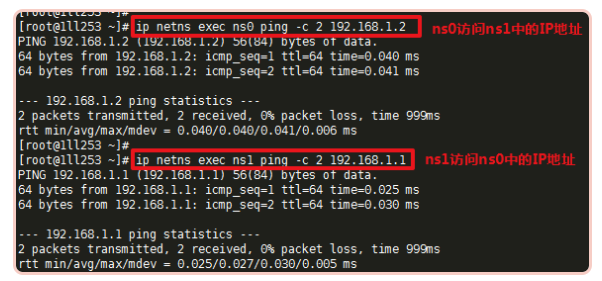 [root@1ll253 ~]#
[root@1ll253 ~]# ip netns exec ns0 ping -c 2 192.168.1.2 ns0访问ns1中的IP地址
PING 192.168.1.2 (192.168.1.2) 56(84) bytes of data.
64 bytes from 192.168.1.2: icmp_seq=1 ttl=64 time=0.040 ms
64 bytes from 192.168.1.2: icmp_seq=2 ttl=64 time=0.041 ms
--- 192.168.1.2 ping statistics ---
2 packets transmitted, 2 received, 0% packet loss, time 999ms
rtt min/avg/max/mdev = 0.040/0.040/0.041/0.006 ms
[root@1ll253 ~]#
[root@1ll253 ~]# ip netns exec ns1 ping -c 2 192.168.1.1 ns1访问ns0中的IP地址
PING 192.168.1.1 (192.168.1.1) 56(84) bytes of data.
64 bytes from 192.168.1.1: icmp_seq=1 ttl=64 time=0.025 ms
64 bytes from 192.168.1.1: icmp_seq=2 ttl=64 time=0.030 ms
--- 192.168.1.1 ping statistics ---
2 packets transmitted, 2 received, 0% packet loss, time 999ms
rtt min/avg/max/mdev = 0.025/0.027/0.030/0.005 ms